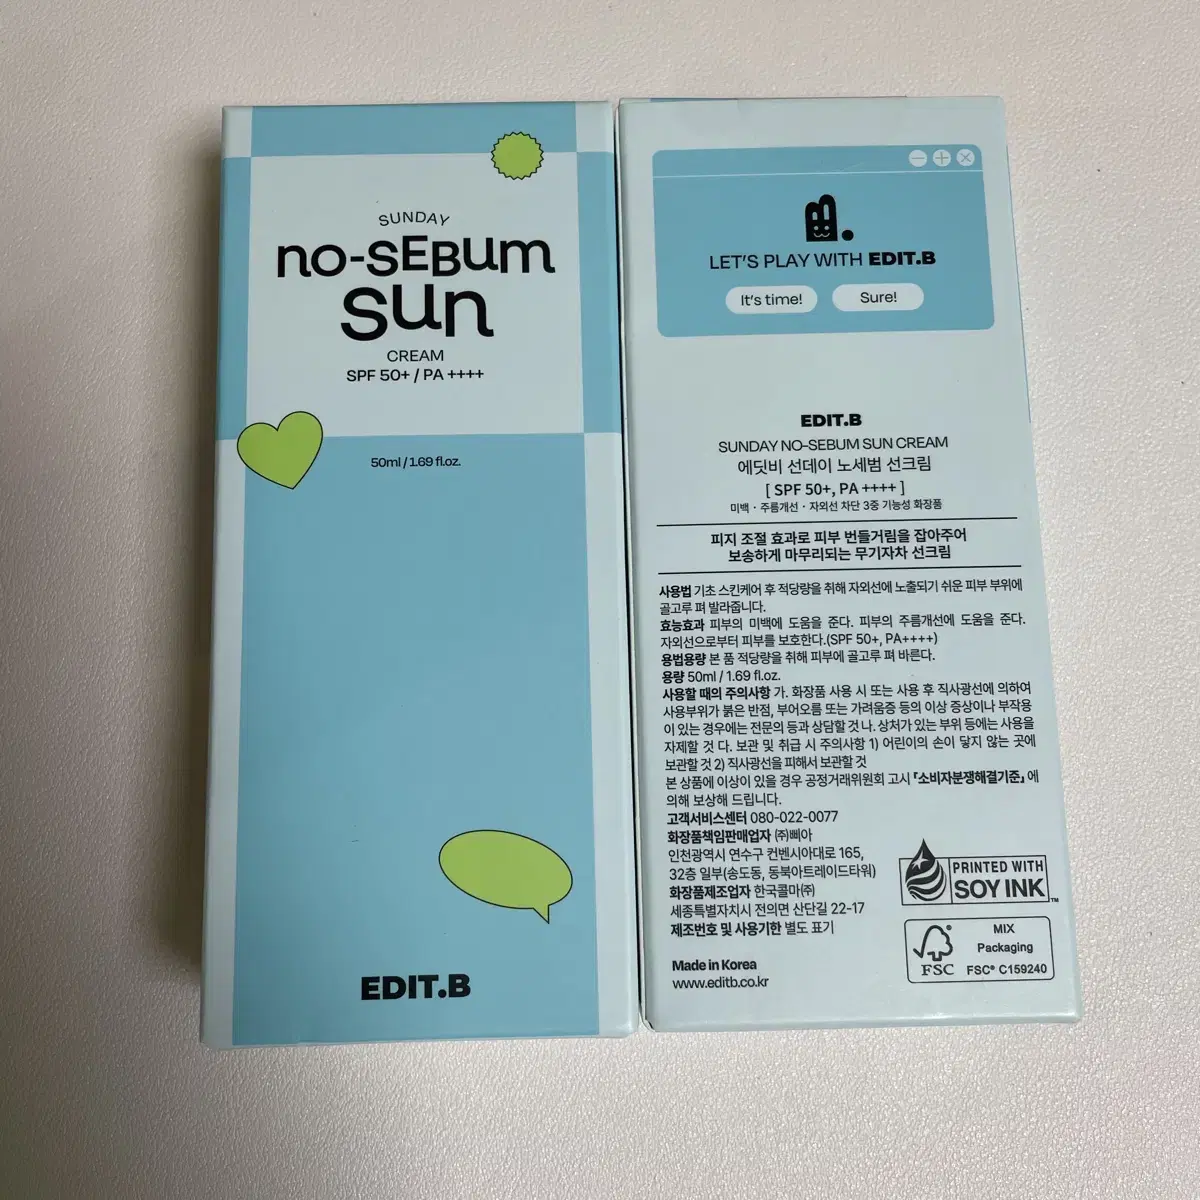 SUNDAY
no-SEBum
Sun
CREAM
SPF 50+ / PA ++++
50ml / 1.69 fl.oz.
EDIT.B
B.
LET'S PLAY WITH EDIT.B
It's time!
Sure!
EDIT.B
SUNDAY NO-SEBUM SUN CREAM
에딧비 선데이 노세범 선크림
[ SPF 50+, PA ++++ ]
미백 · 주름개선 · 자외선 차단 3중 기능성 화장품
피지 조절 효과로 피부 번들거림을 잡아주어
보송하게 마무리되는 무기자차 선크림
사용법 기초 스킨케어 후 적당량을 취해 자외선에 노출되기 쉬운 피부 부위에
골고루 펴 발라줍니다.
효능효과 피부의 미백에 도움을 준다. 피부의 주름개선에 도움을 준다.
자외선으로부터 피부를 보호한다.(SPF 50+, PA++++)
용법용량 본 품 적당량을 취해 피부에 골고루 펴 바른다.
용량 50ml / 1.69 fl.oz.
사용할 때의 주의사항 가. 화장품 사용 시 또는 사용 후 직사광선에 의하여
사용부위가 붉은 반점, 부어오름 또는 가려움증 등의 이상 증상이나 부작용
이 있는 경우에는 전문의 등과 상담할 것 나. 상처가 있는 부위 등에는 사용을
자제할 것 다. 보관 및 취급 시 주의사항 1) 어린이의 손이 닿지 않는 곳에
보관할 것 2) 직사광선을 피해서 보관할 것
본 상품에 이상이 있을 경우 공정거래위원회 고시 「소비자분쟁해결기준」 에
의해 보상해 드립니다.
고객서비스센터 080-022-0077
화장품책임판매업자 ㈜삐아
인천광역시 연수구 컨벤시아대로 165,
32층 일부(송도동, 동북아트레이드타워)
화장품제조업자 한국콜마㈜
세종특별자치시 전의면 산단길 22-17
제조번호 및 사용기한 별도 표기
Made in Korea
www.editb.co.kr
PRINTED WITH
SOY INK™
FSC
MIX
Packaging
FSC® C159240